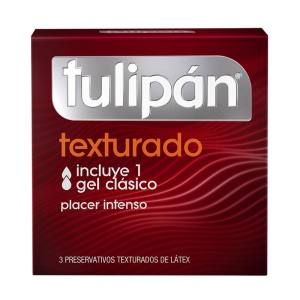 tulipán®
texturado
incluye 1
gel clásico
placer intenso
3 PRESERVATIVOS TEXTURADOS DE LÁTEX